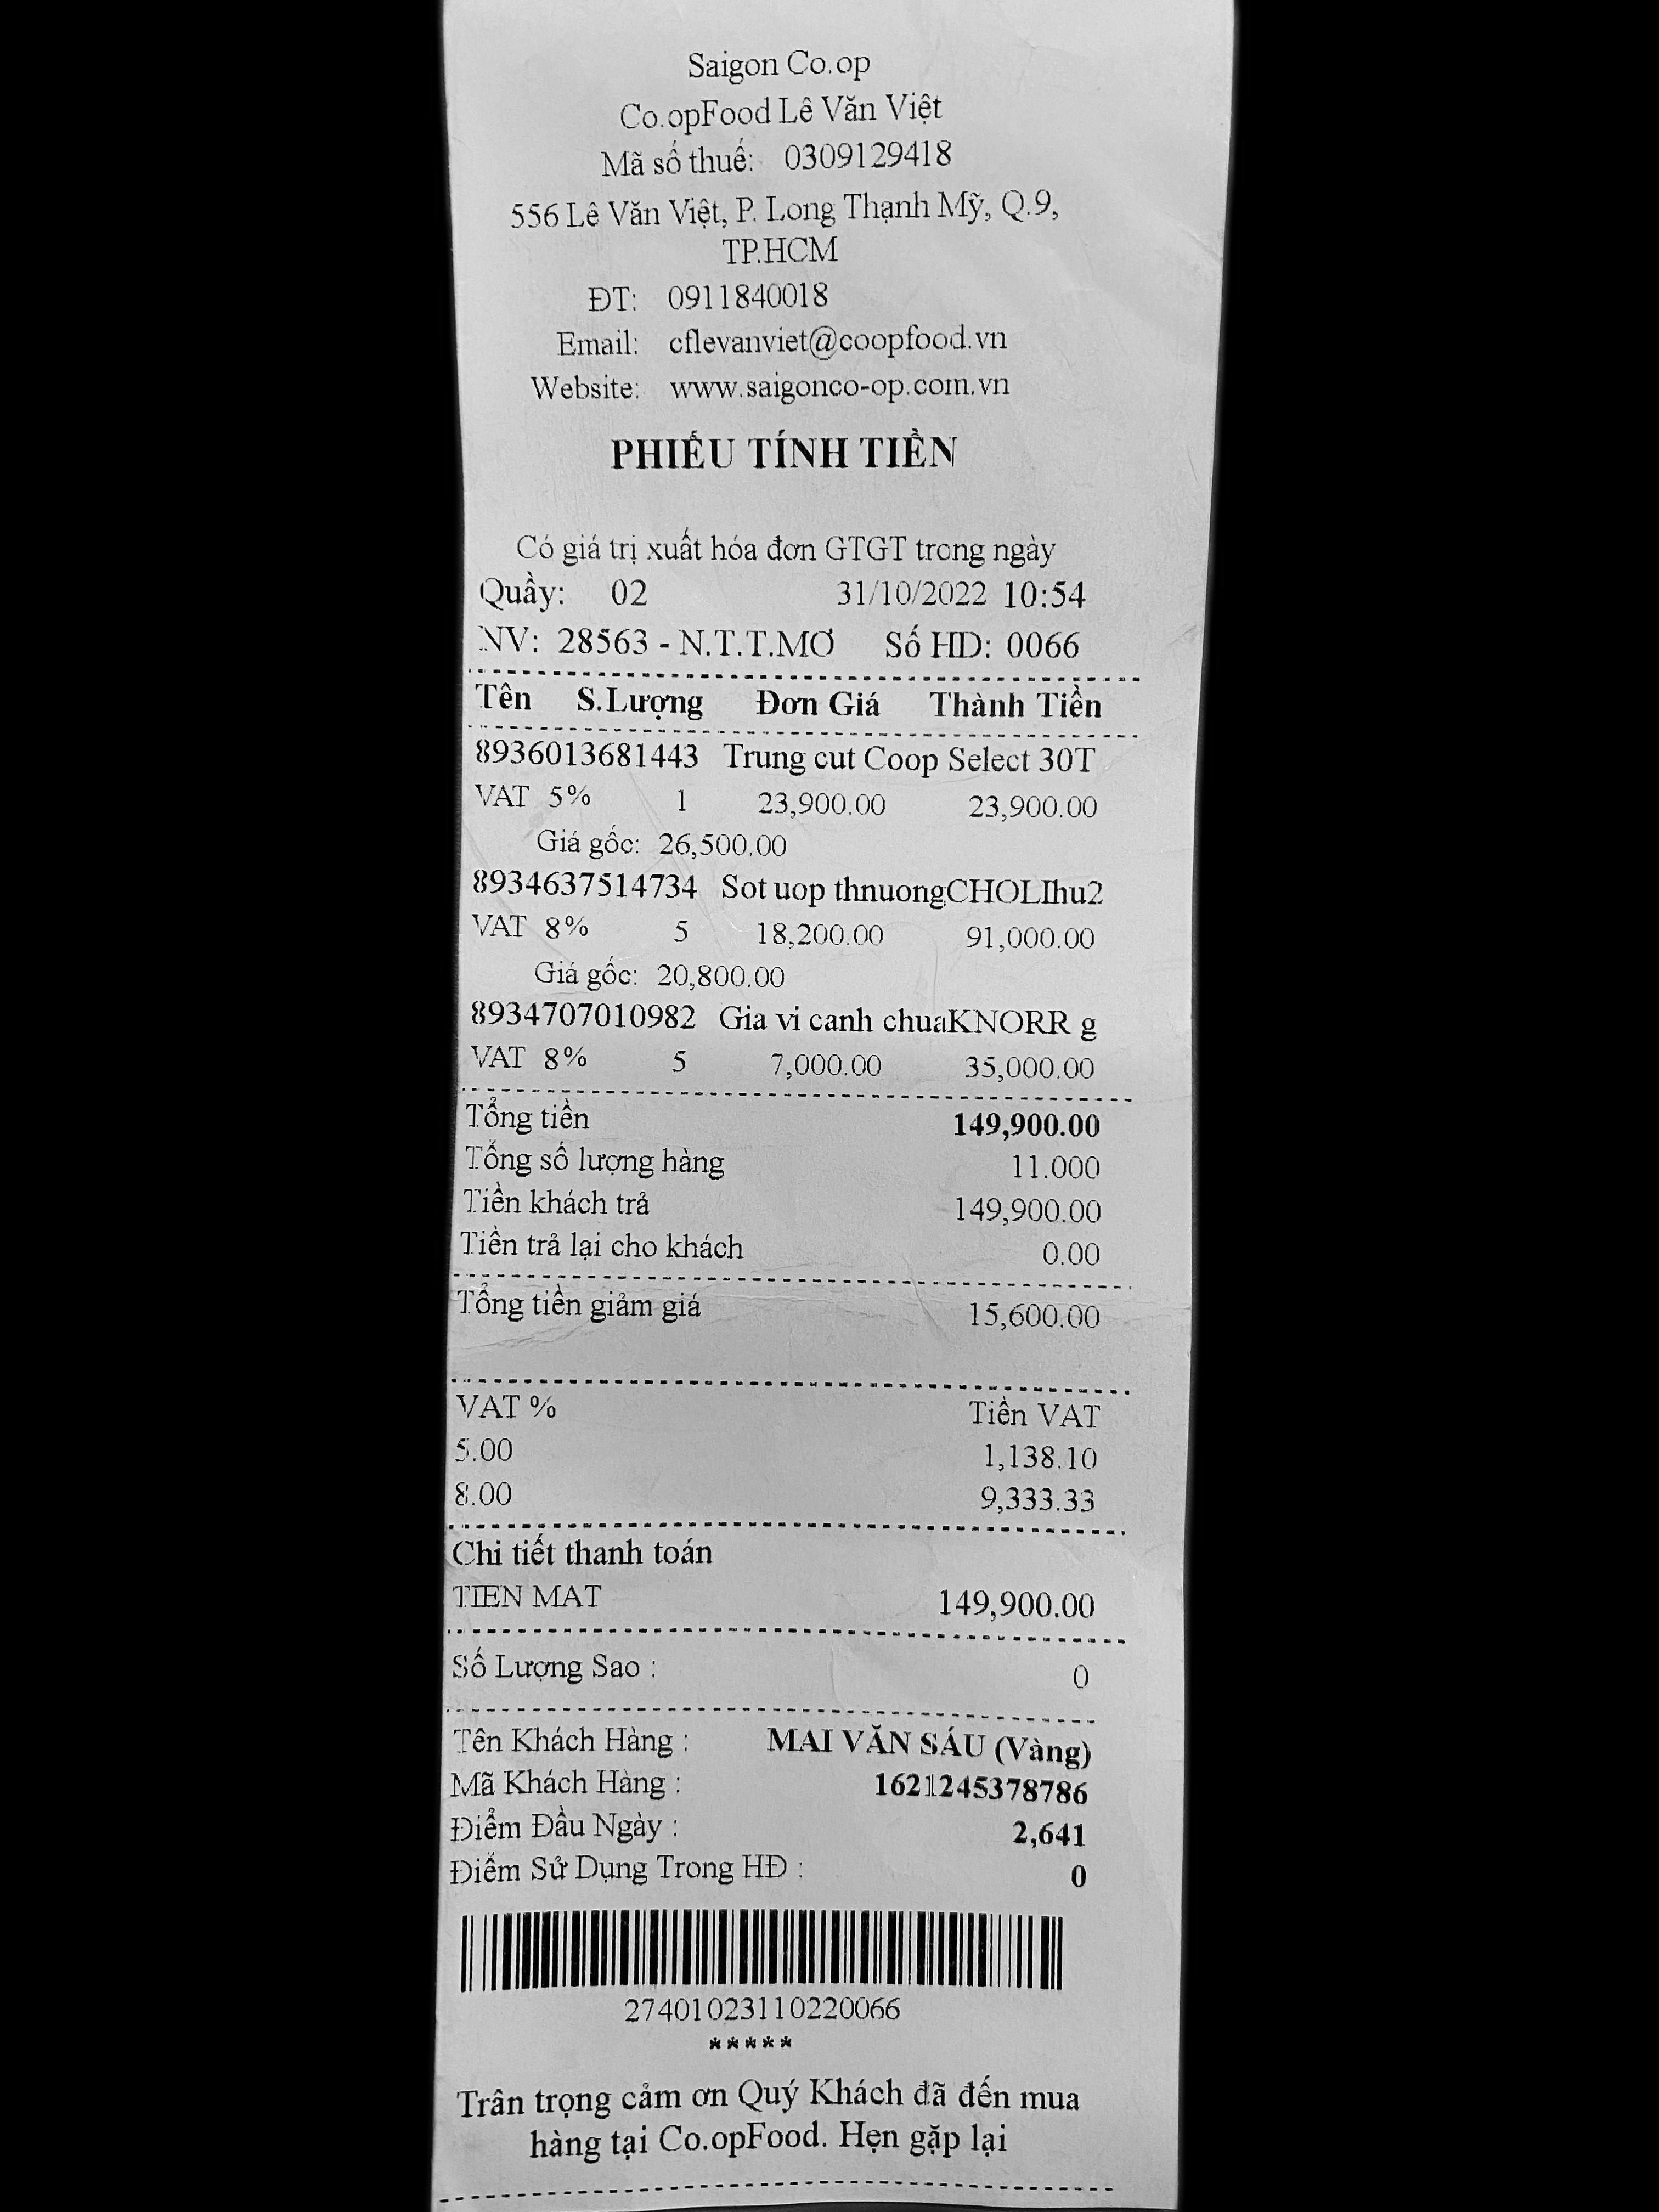 Saigon Co.op
Co.opFood Lê Văn Việt
Mã số thuế: 0309129418
556 Lê Văn Việt, P. Long Thạnh Mỹ, Q.9,
TP.HCM
ĐT: 0911840018
Email: cflevanviet@coopfood.vn
Website: www.saigonco-op.com.vn
PHIẾU TÍNH TIỀN
Có giá trị xuất hóa đơn GTGT trong ngày
Quầy: 02 31/10/2022 10:54
NV: 28563 - N.T.T.MƠ Số HD: 0066
Tên S.Lượng Đơn Giá Thành Tiền
8936013681443 Trung cut Coop Select 30T
VAT 5% 1 23,900.00 23,900.00
Giá gốc: 26,500.00
8934637514734 Sot uop thnuongCHOLIhu2
VAT 8% 5 18,200.00 91,000.00
Giá gốc: 20,800.00
8934707010982 Gia vi canh chuaKNORR g
VAT 8% 5 7,000.00 35,000.00
Tổng tiền 149,900.00
Tổng số lượng hàng 11.000
Tiền khách trả 149,900.00
Tiền trả lại cho khách 0.00
Tổng tiền giảm giá 15,600.00
VAT % Tiền VAT
5.00 1,138.10
8.00 9,333.33
Chi tiết thanh toán
TIEN MAT 149,900.00
Số Lượng Sao : 0
Tên Khách Hàng : MAI VĂN SÁU (Vàng)
Mã Khách Hàng : 1621245378786
Điểm Đầu Ngày : 2,641
Điểm Sử Dụng Trong HĐ : 0
27401023110220066
*****
Trân trọng cảm ơn Quý Khách đã đến mua
hàng tại Co.opFood. Hẹn gặp lại